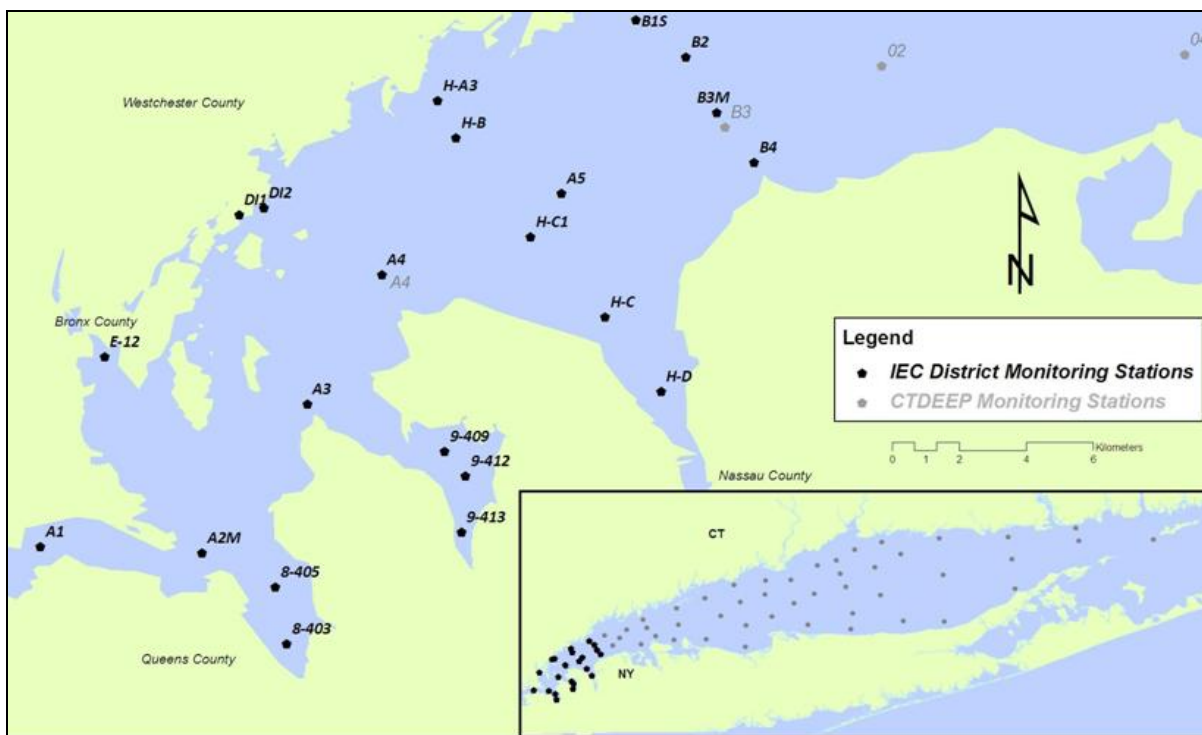 B1S
B2
02
04
H-A3
Westchester County
B3M
B3
H-B
B4
A5
DI1
DI2
H-C1
A4
A4
N
H-C
Bronx County
E-12
Legend
IEC District Monitoring Stations
CTDEEP Monitoring Stations
H-D
A3
9-409
0 1 2 4 6
Kilometers
9-412
Nassau County
9-413
A1
A2M
CT
8-405
8-403
Queens County
NY